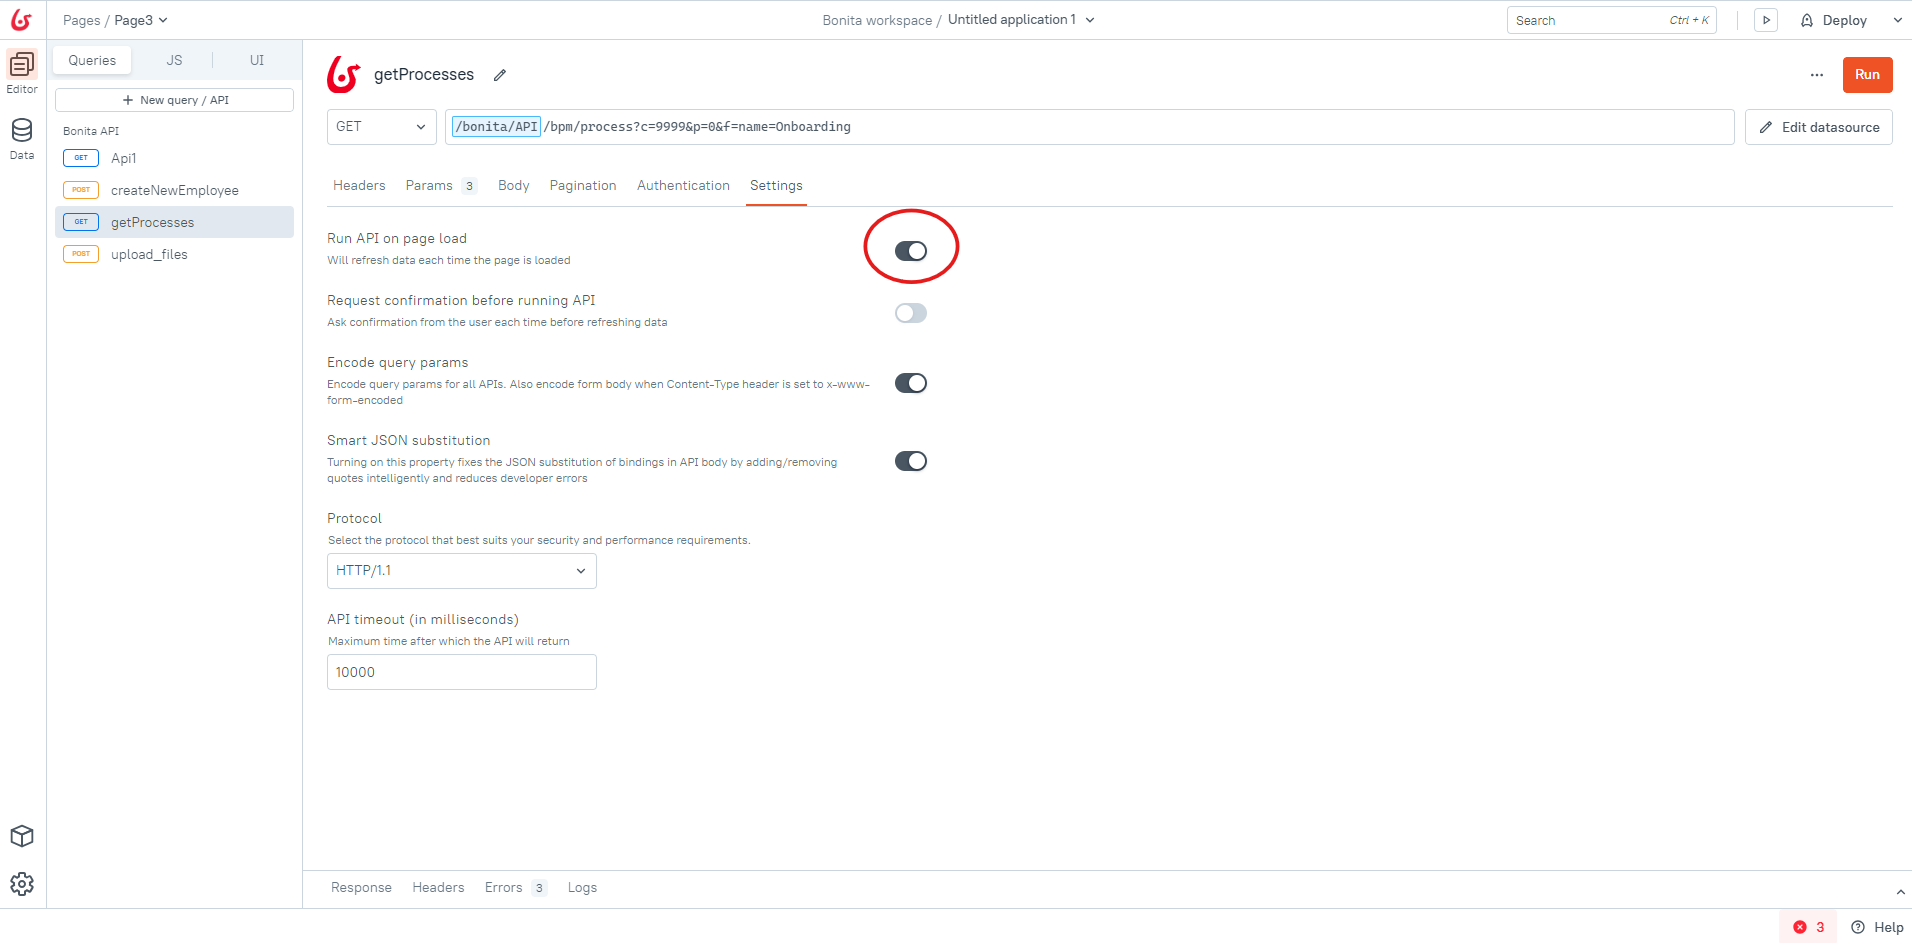 Pages / Page3
Bonita workspace / Untitled application 1
Search Ctrl + K
Deploy
Editor
Data
Queries JS UI
+ New query / API
Bonita API
GET Api1
POST createNewEmployee
GET getProcesses
POST upload_files
getProcesses
Run
GET
/bonita/API /bpm/process?c=9999&p=0&f=name=Onboarding
Edit datasource
Headers Params 3 Body Pagination Authentication Settings
Run API on page load
Will refresh data each time the page is loaded
Request confirmation before running API
Ask confirmation from the user each time before refreshing data
Encode query params
Encode query params for all APIs. Also encode form body when Content-Type header is set to x-www-
form-encoded
Smart JSON substitution
Turning on this property fixes the JSON substitution of bindings in API body by adding/removing
quotes intelligently and reduces developer errors
Protocol
Select the protocol that best suits your security and performance requirements.
HTTP/1.1
API timeout (in milliseconds)
Maximum time after which the API will return
10000
Response Headers Errors 3 Logs
3 Help